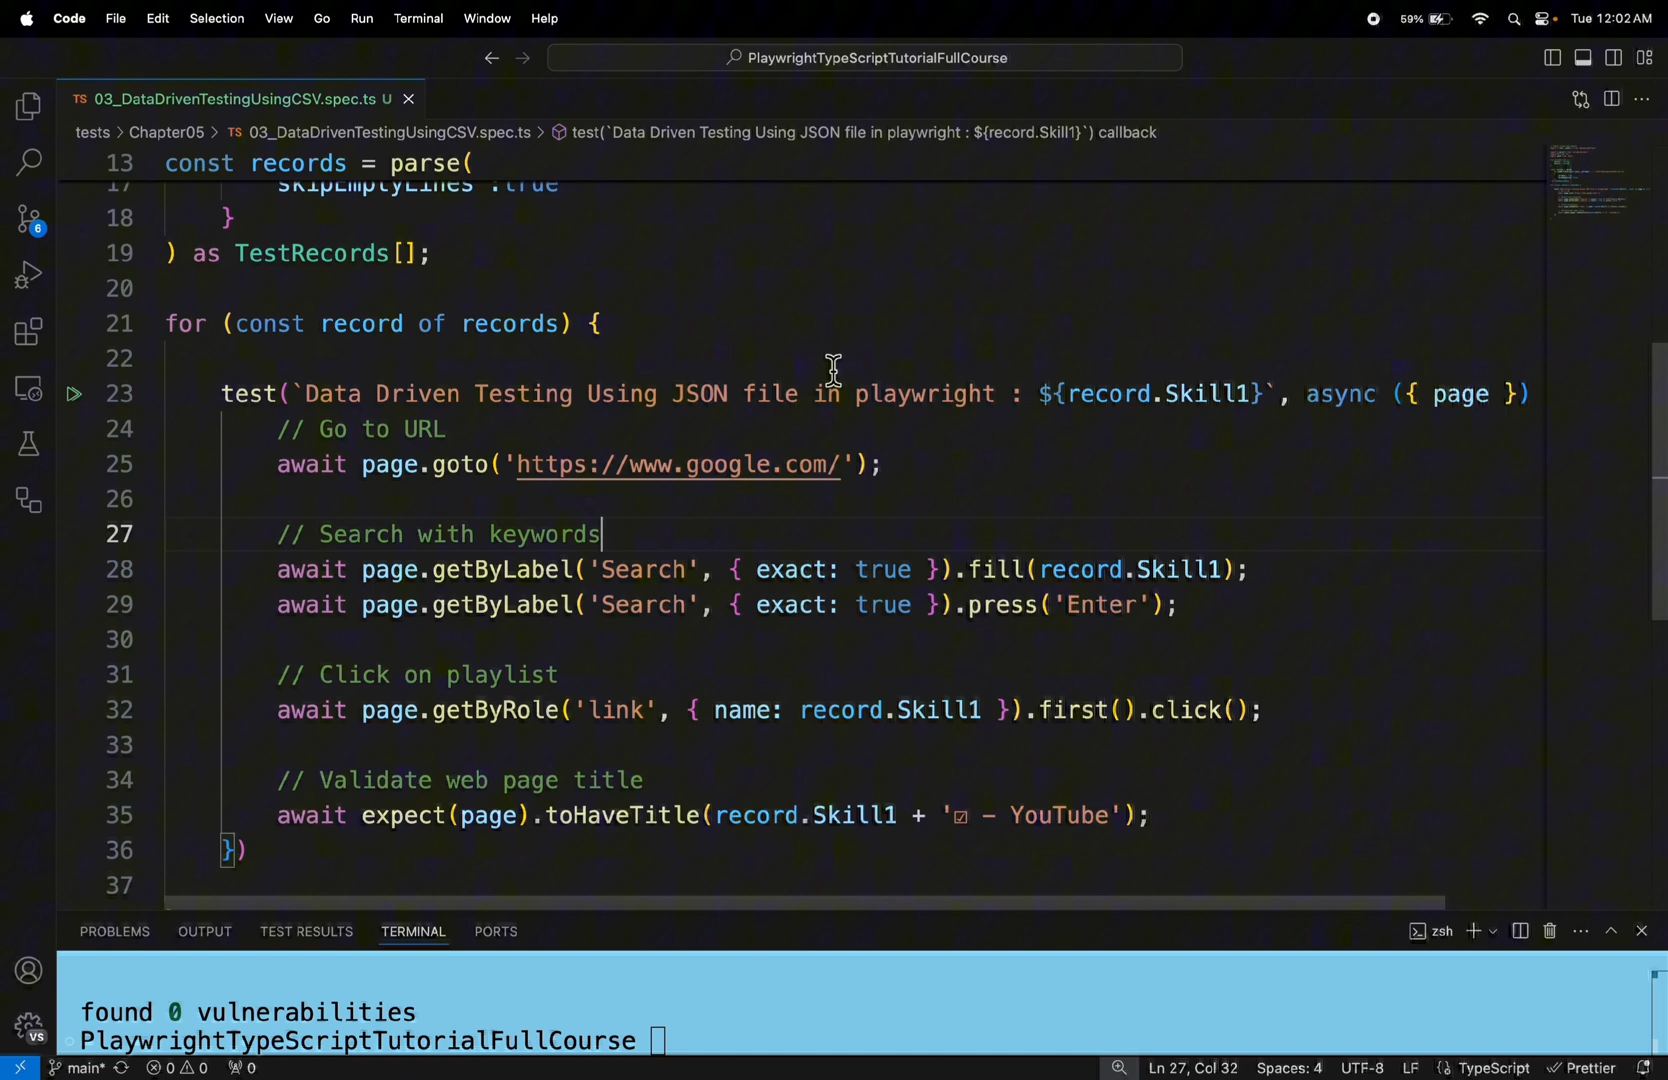 Code File Edit Selection View Go Run Terminal Window Help 59% Tue 12:02 AM
PlaywrightTypeScriptTutorialFullCourse
TS 03_DataDrivenTestingUsingCSV.spec.ts U
tests > Chapter05 > TS 03_DataDrivenTestingUsingCSV.spec.ts > test(`Data Driven Testing Using JSON file in playwright : ${record.Skill1}`) callback
13 const records = parse(
17 skipEmptyLines :true
18 }
19 ) as TestRecords[];
20
21 for (const record of records) {
22
23 test(`Data Driven Testing Using JSON file in playwright : ${record.Skill1}`, async ({ page })
24 // Go to URL
25 await page.goto('https://www.google.com/');
26
27 // Search with keywords
28 await page.getByLabel('Search', { exact: true }).fill(record.Skill1);
29 await page.getByLabel('Search', { exact: true }).press('Enter');
30
31 // Click on playlist
32 await page.getByRole('link', { name: record.Skill1 }).first().click();
33
34 // Validate web page title
35 await expect(page).toHaveTitle(record.Skill1 + '☑ - YouTube');
36 })
37
6
PROBLEMS OUTPUT TEST RESULTS TERMINAL PORTS zsh
found 0 vulnerabilities
PlaywrightTypeScriptTutorialFullCourse
VS
main* 0 0 0 Ln 27, Col 32 Spaces: 4 UTF-8 LF TypeScript Prettier